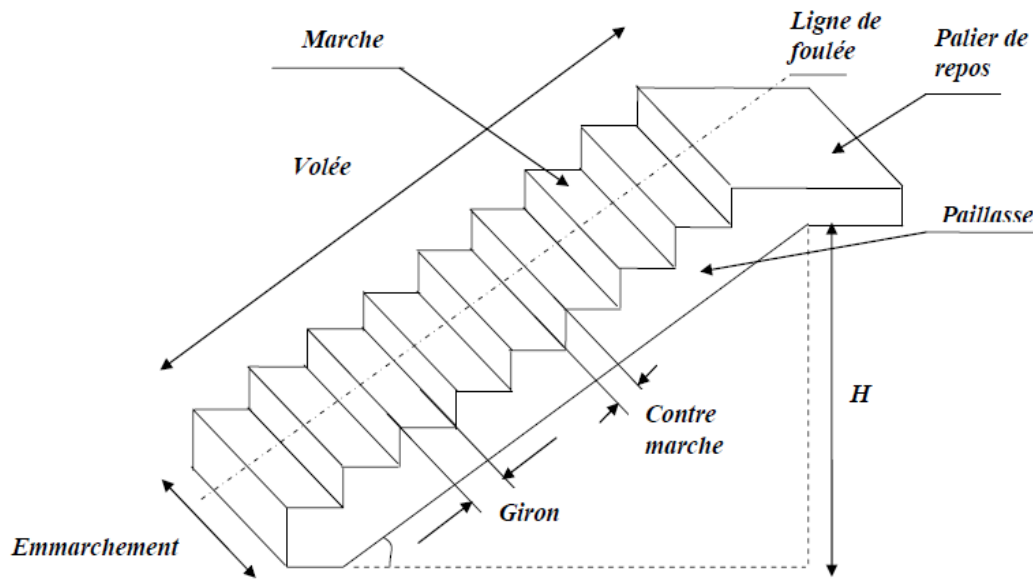 Marche
Ligne de
foulée
Palier de
repos
Volée
Paillasse
H
Contre
marche
Giron
Emmarchement